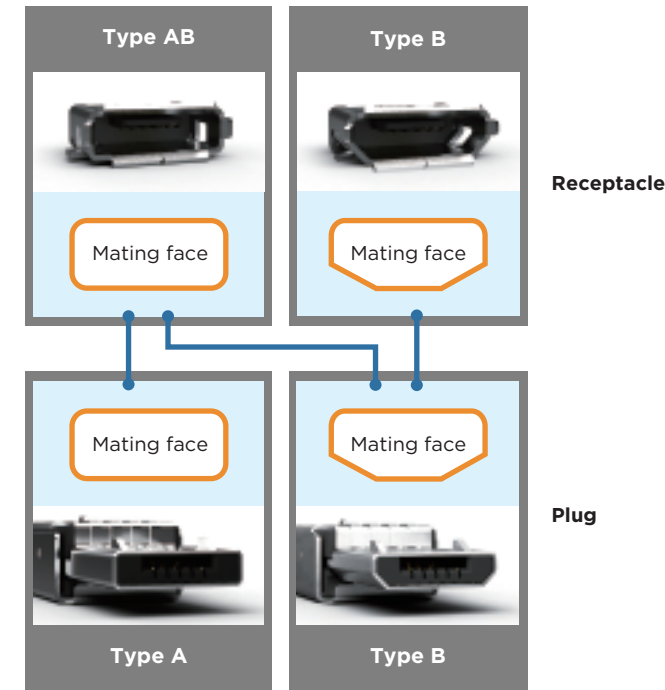 Type AB
Type B
Receptacle
Mating face
Mating face
Mating face
Mating face
Plug
Type A
Type B